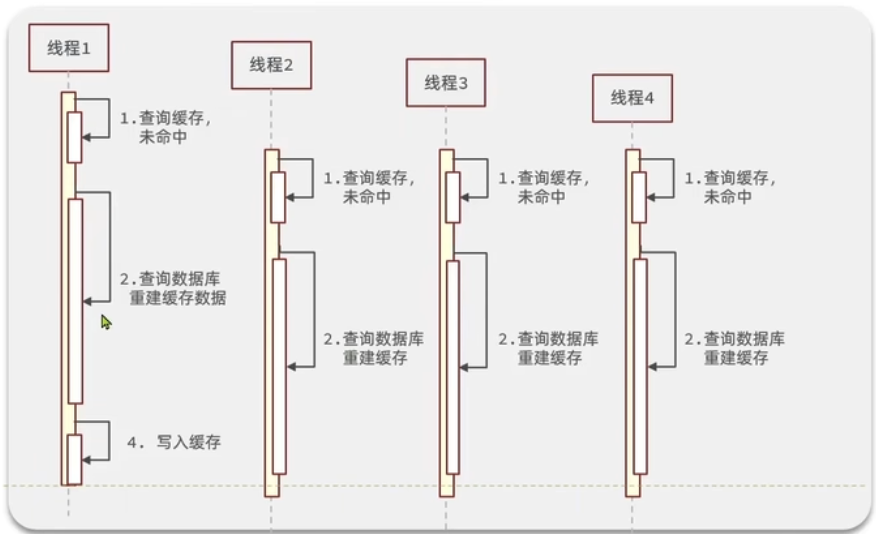 线程1
1.查询缓存,
未命中
2.查询数据库
重建缓存数据
4. 写入缓存
线程2
1.查询缓存,
未命中
2.查询数据库
重建缓存
线程3
1.查询缓存,
未命中
2.查询数据库
重建缓存
线程4
1.查询缓存,
未命中
2.查询数据库
重建缓存